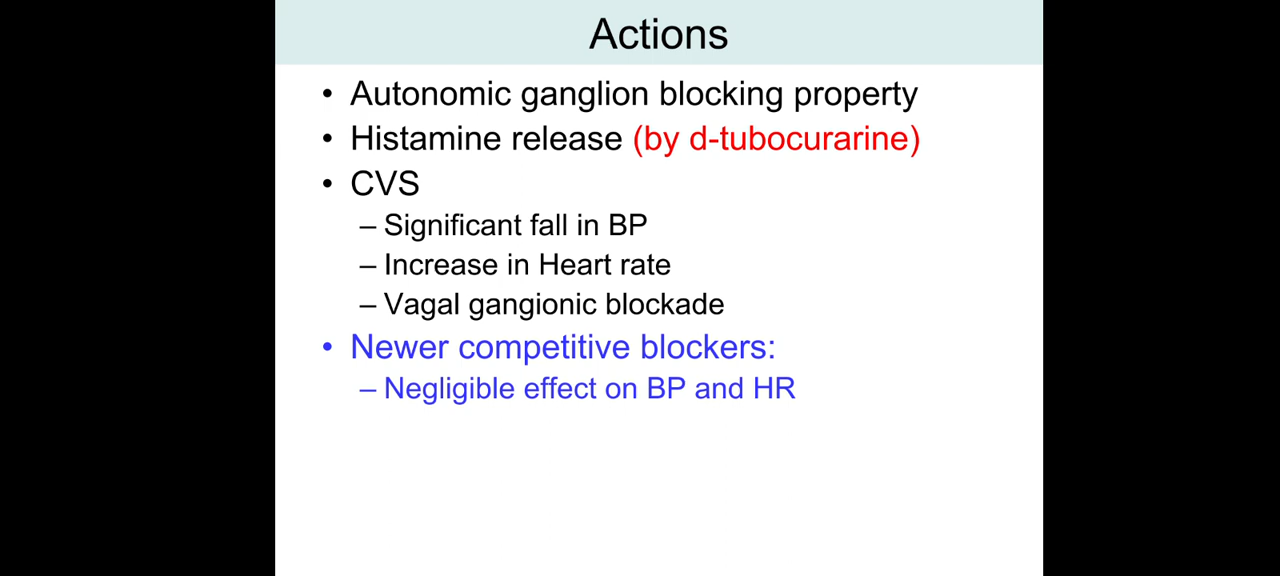 Actions
• Autonomic ganglion blocking property
• Histamine release (by d-tubocurarine)
• CVS
– Significant fall in BP
– Increase in Heart rate
– Vagal gangionic blockade
• Newer competitive blockers:
– Negligible effect on BP and HR